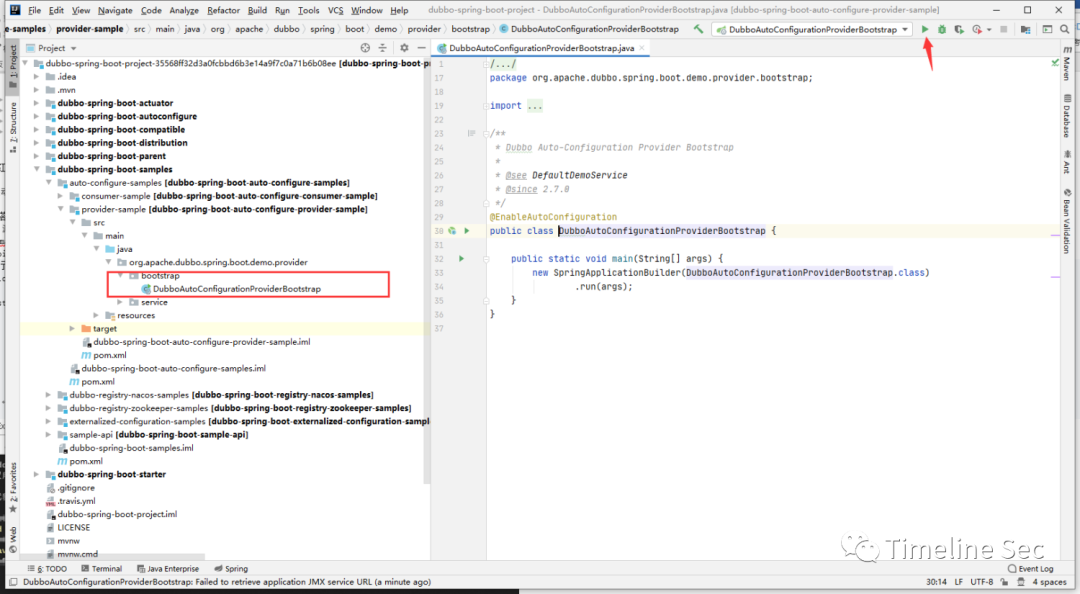 File Edit View Navigate Code Analyze Refactor Build Run Tools VCS Window Help dubbo-spring-boot-project - DubboAutoConfigurationProviderBootstrap.java [dubbo-spring-boot-auto-configure-provider-sample]
e-samples provider-sample src main java org apache dubbo spring boot demo provider bootstrap DubboAutoConfigurationProviderBootstrap DubboAutoConfigurationProviderBootstrap
Project
DubboAutoConfigurationProviderBootstrap.java
1: Project
7: Structure
2: Favorites
Web
dubbo-spring-boot-project-35568ff32d3a0fcbbd6b3e14a9f7c0a71b6b08ee [dubbo-sp
.idea
.mvn
dubbo-spring-boot-actuator
dubbo-spring-boot-autoconfigure
dubbo-spring-boot-compatible
dubbo-spring-boot-distribution
dubbo-spring-boot-parent
dubbo-spring-boot-samples
auto-configure-samples [dubbo-spring-boot-auto-configure-samples]
consumer-sample [dubbo-spring-boot-auto-configure-consumer-sample]
provider-sample [dubbo-spring-boot-auto-configure-provider-sample]
src
main
java
org.apache.dubbo.spring.boot.demo.provider
bootstrap
DubboAutoConfigurationProviderBootstrap
service
resources
target
dubbo-spring-boot-auto-configure-provider-sample.iml
pom.xml
dubbo-spring-boot-auto-configure-samples.iml
pom.xml
dubbo-registry-nacos-samples [dubbo-spring-boot-registry-nacos-samples]
dubbo-registry-zookeeper-samples [dubbo-spring-boot-registry-zookeeper-samples]
externalized-configuration-samples [dubbo-spring-boot-externalized-configuration-sampl
sample-api [dubbo-spring-boot-sample-api]
dubbo-spring-boot-samples.iml
pom.xml
dubbo-spring-boot-starter
.gitignore
.travis.yml
dubbo-spring-boot-project.iml
LICENSE
mvnw
mvnw.cmd
1 /.../
17 package org.apache.dubbo.spring.boot.demo.provider.bootstrap;
18
19 import ...
22
23 /**
24 * Dubbo Auto-Configuration Provider Bootstrap
25 *
26 * @see DefaultDemoService
27 * @since 2.7.0
28 */
29 @EnableAutoConfiguration
30 public class DubboAutoConfigurationProviderBootstrap {
31
32 public static void main(String[] args) {
33 new SpringApplicationBuilder(DubboAutoConfigurationProviderBootstrap.class)
34 .run(args);
35 }
36 }
37
Maven
Database
Ant
Bean Validation
Timeline Sec
6: TODO Terminal Java Enterprise Spring Event Log
DubboAutoConfigurationProviderBootstrap: Failed to retrieve application JMX service URL (a minute ago) 30:14 LF UTF-8 4 spaces